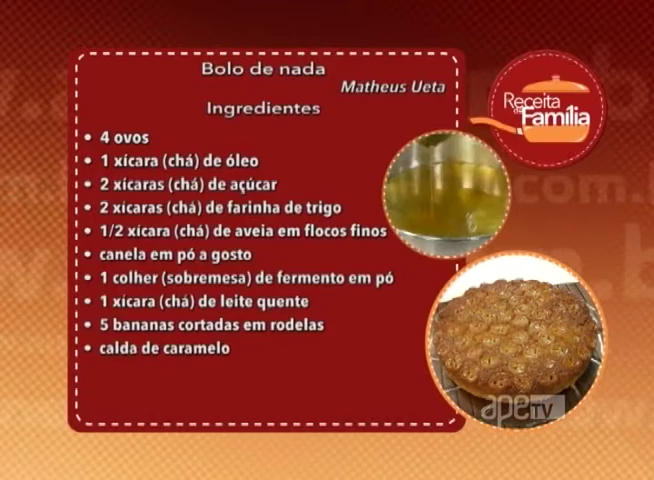 Bolo de nada
Matheus Ueta
Ingredientes
• 4 ovos
• 1 xícara (chá) de óleo
• 2 xícaras (chá) de açúcar
• 2 xícaras (chá) de farinha de trigo
• 1/2 xícara (chá) de aveia em flocos finos
• canela em pó a gosto
• 1 colher (sobremesa) de fermento em pó
• 1 xícara (chá) de leite quente
• 5 bananas cortadas em rodelas
• calda de caramelo
Receita
de Família
apê TV